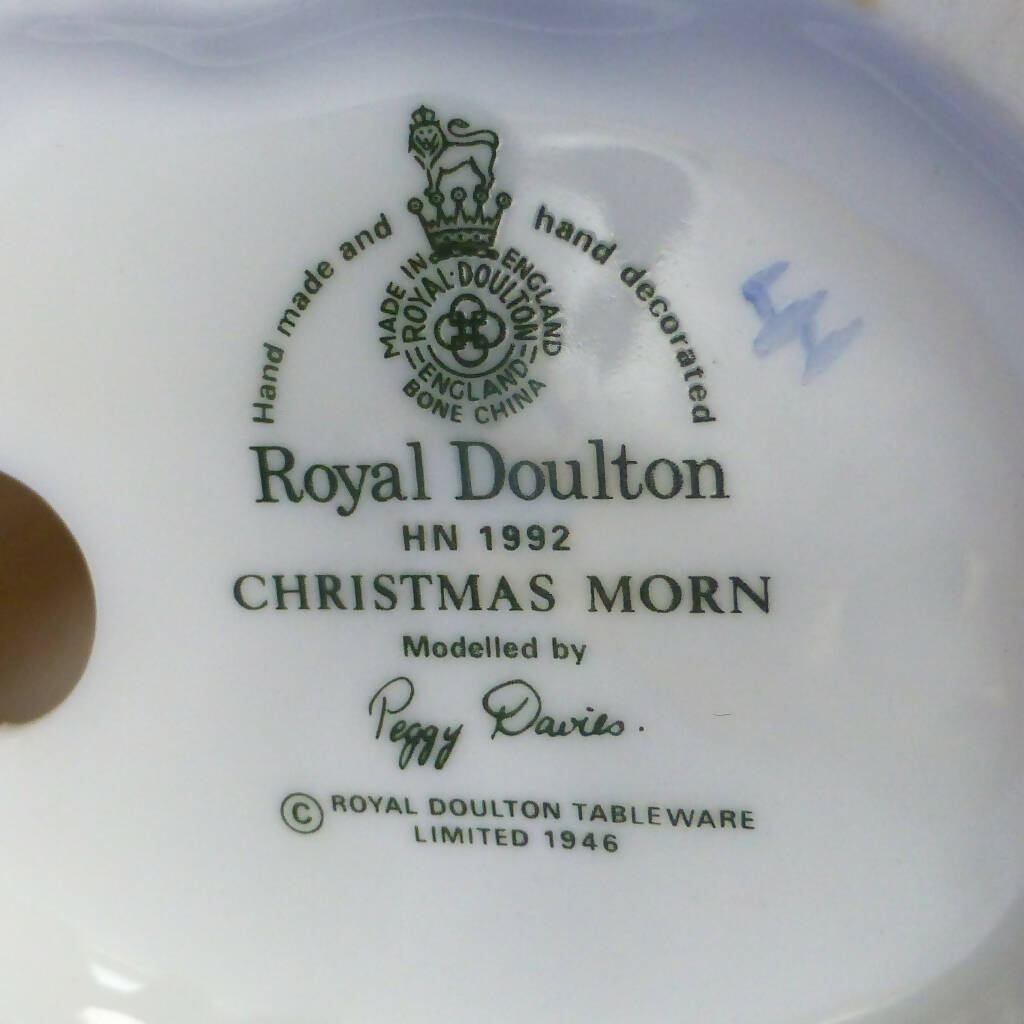 Hand made and hand decorated
MADE IN ENGLAND
ROYAL·DOULTON
ENGLAND
BONE CHINA
Royal Doulton
HN 1992
CHRISTMAS MORN
Modelled by
Peggy Davies.
© ROYAL DOULTON TABLEWARE
LIMITED 1946